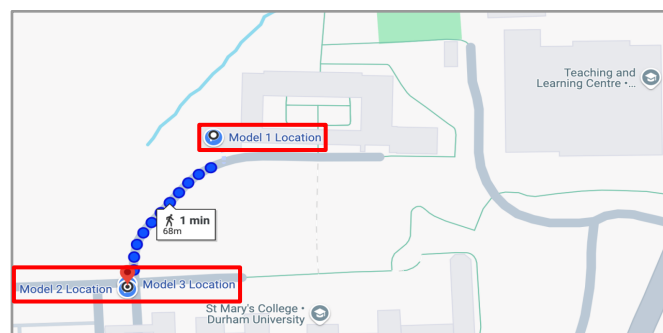 Teaching and
Learning Centre •...
Model 1 Location
1 min
68m
Model 2 Location
Model 3 Location
St Mary's College •
Durham University